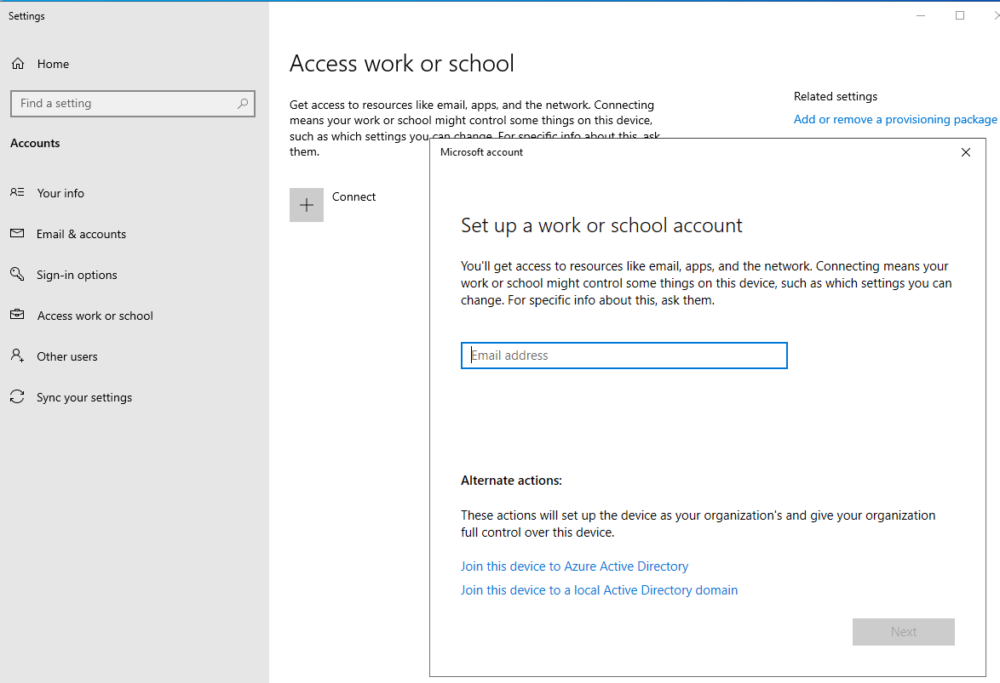 Settings
Home
Find a setting
Accounts
Your info
Email & accounts
Sign-in options
Access work or school
Other users
Sync your settings
Access work or school
Get access to resources like email, apps, and the network. Connecting
means your work or school might control some things on this device,
such as which settings you can change. For specific info about this, ask
them.
Connect
Related settings
Add or remove a provisioning package
Microsoft account
Set up a work or school account
You'll get access to resources like email, apps, and the network. Connecting means your
work or school might control some things on this device, such as which settings you can
change. For specific info about this, ask them.
Email address
Alternate actions:
These actions will set up the device as your organization's and give your organization
full control over this device.
Join this device to Azure Active Directory
Join this device to a local Active Directory domain
Next